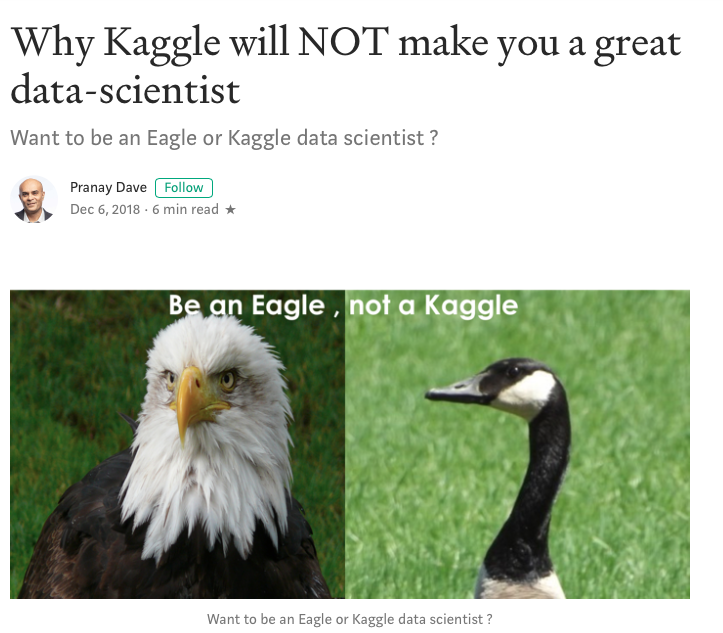 Why Kaggle will NOT make you a great
data-scientist
Want to be an Eagle or Kaggle data scientist ?
Pranay Dave Follow
Dec 6, 2018 · 6 min read ★
Be an Eagle , not a Kaggle
Want to be an Eagle or Kaggle data scientist ?